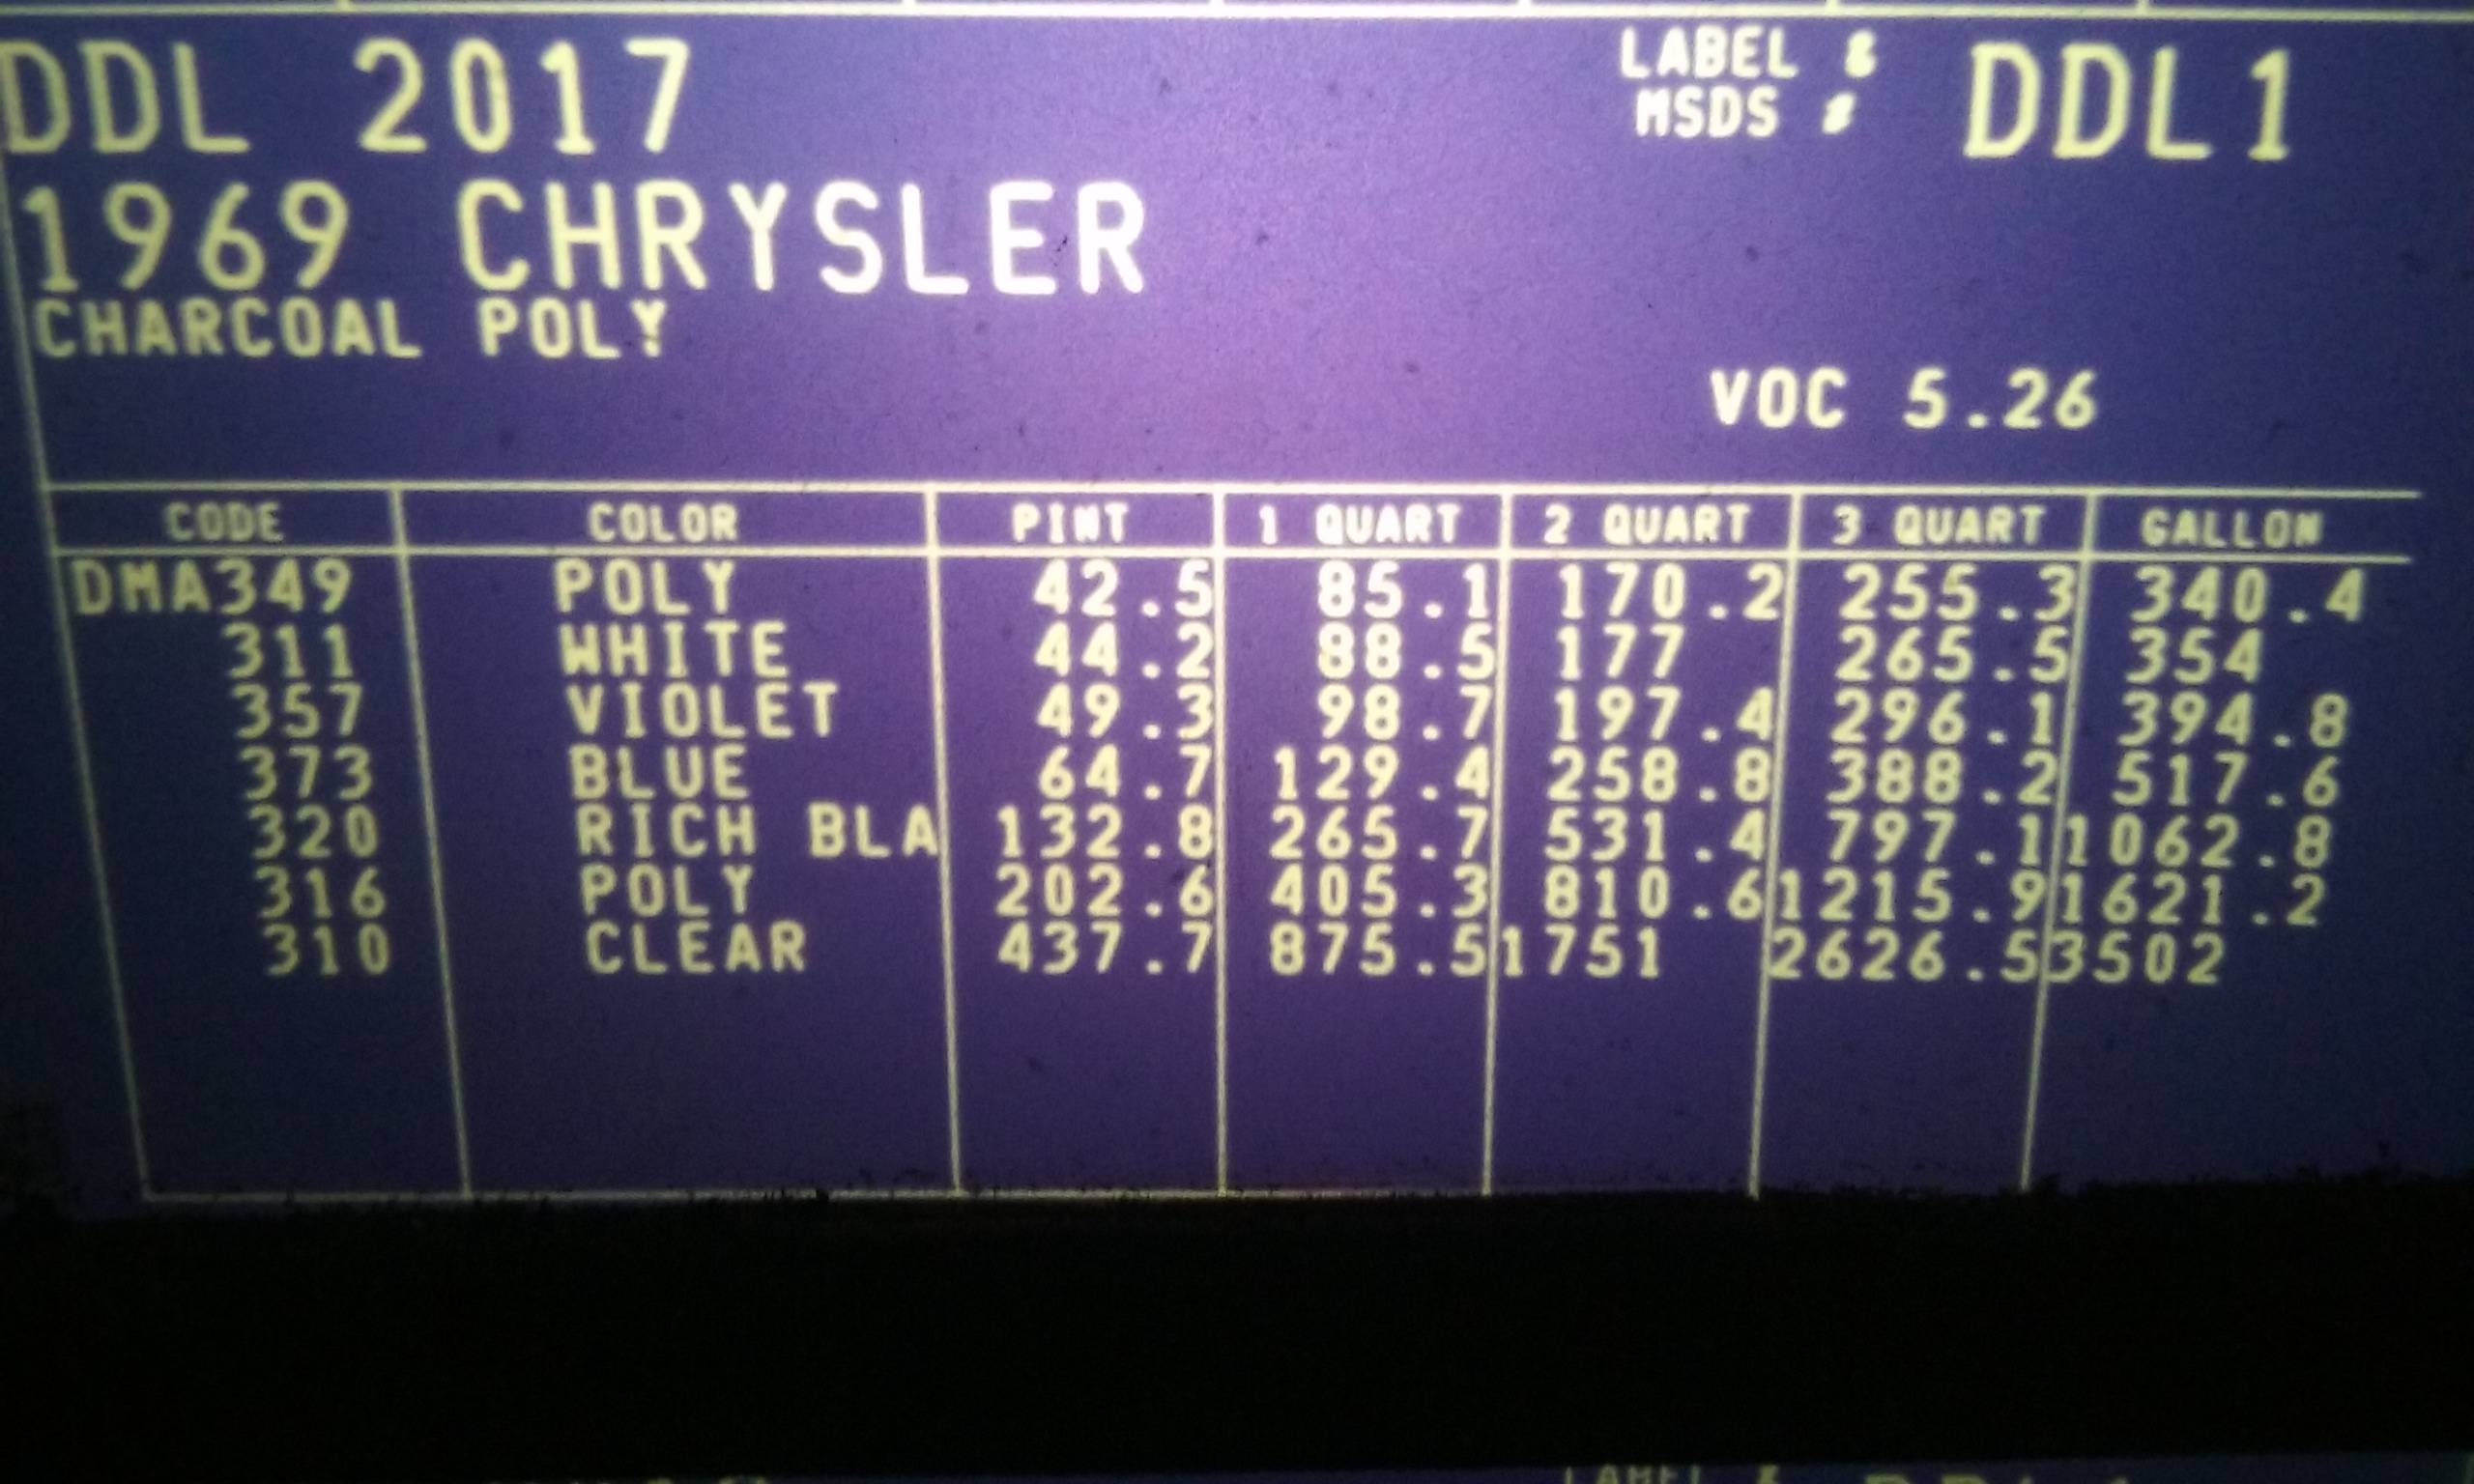 DDL 2017
LABEL &
MSDS #
DDL1
1969 CHRYSLER
CHARCOAL POLY
VOC 5.26
CODE COLOR PINT 1 QUART 2 QUART 3 QUART GALLON
DMA349 POLY 42.5 85.1 170.2 255.3 340.4
311 WHITE 44.2 88.5 177 265.5 354
357 VIOLET 49.3 98.7 197.4 296.1 394.8
373 BLUE 64.7 129.4 258.8 388.2 517.6
320 RICH BLA 132.8 265.7 531.4 797.1 1062.8
316 POLY 202.6 405.3 810.6 1215.9 1621.2
310 CLEAR 437.7 875.5 1751 2626.5 3502